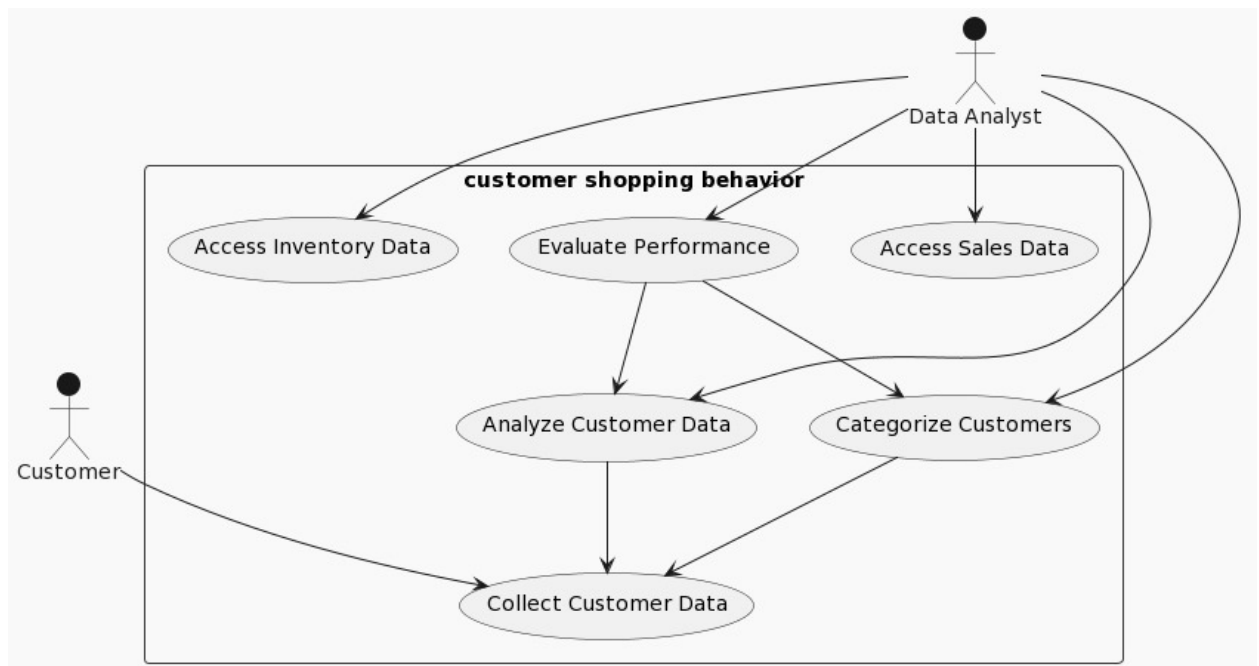 Data Analyst
customer shopping behavior
Access Inventory Data
Evaluate Performance
Access Sales Data
Analyze Customer Data
Categorize Customers
Customer
Collect Customer Data